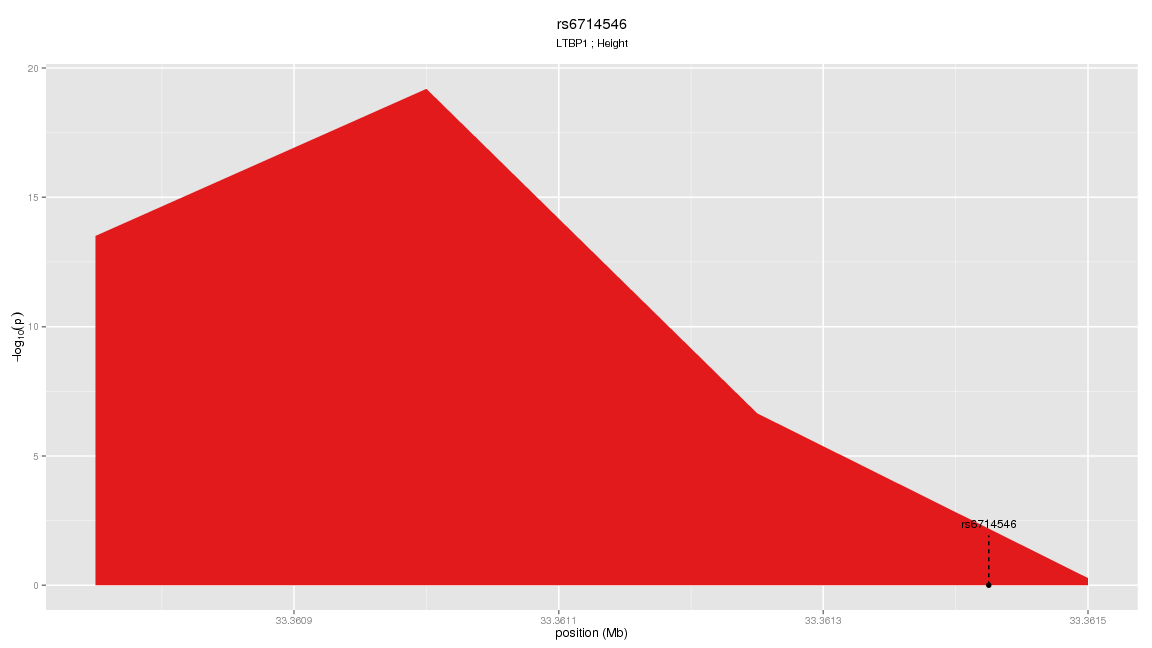 rs6714546
LTBP1 ; Height
20
15
10
5
0
−log10(p)
rs6714546
33.3609
33.3611
33.3613
33.3615
position (Mb)